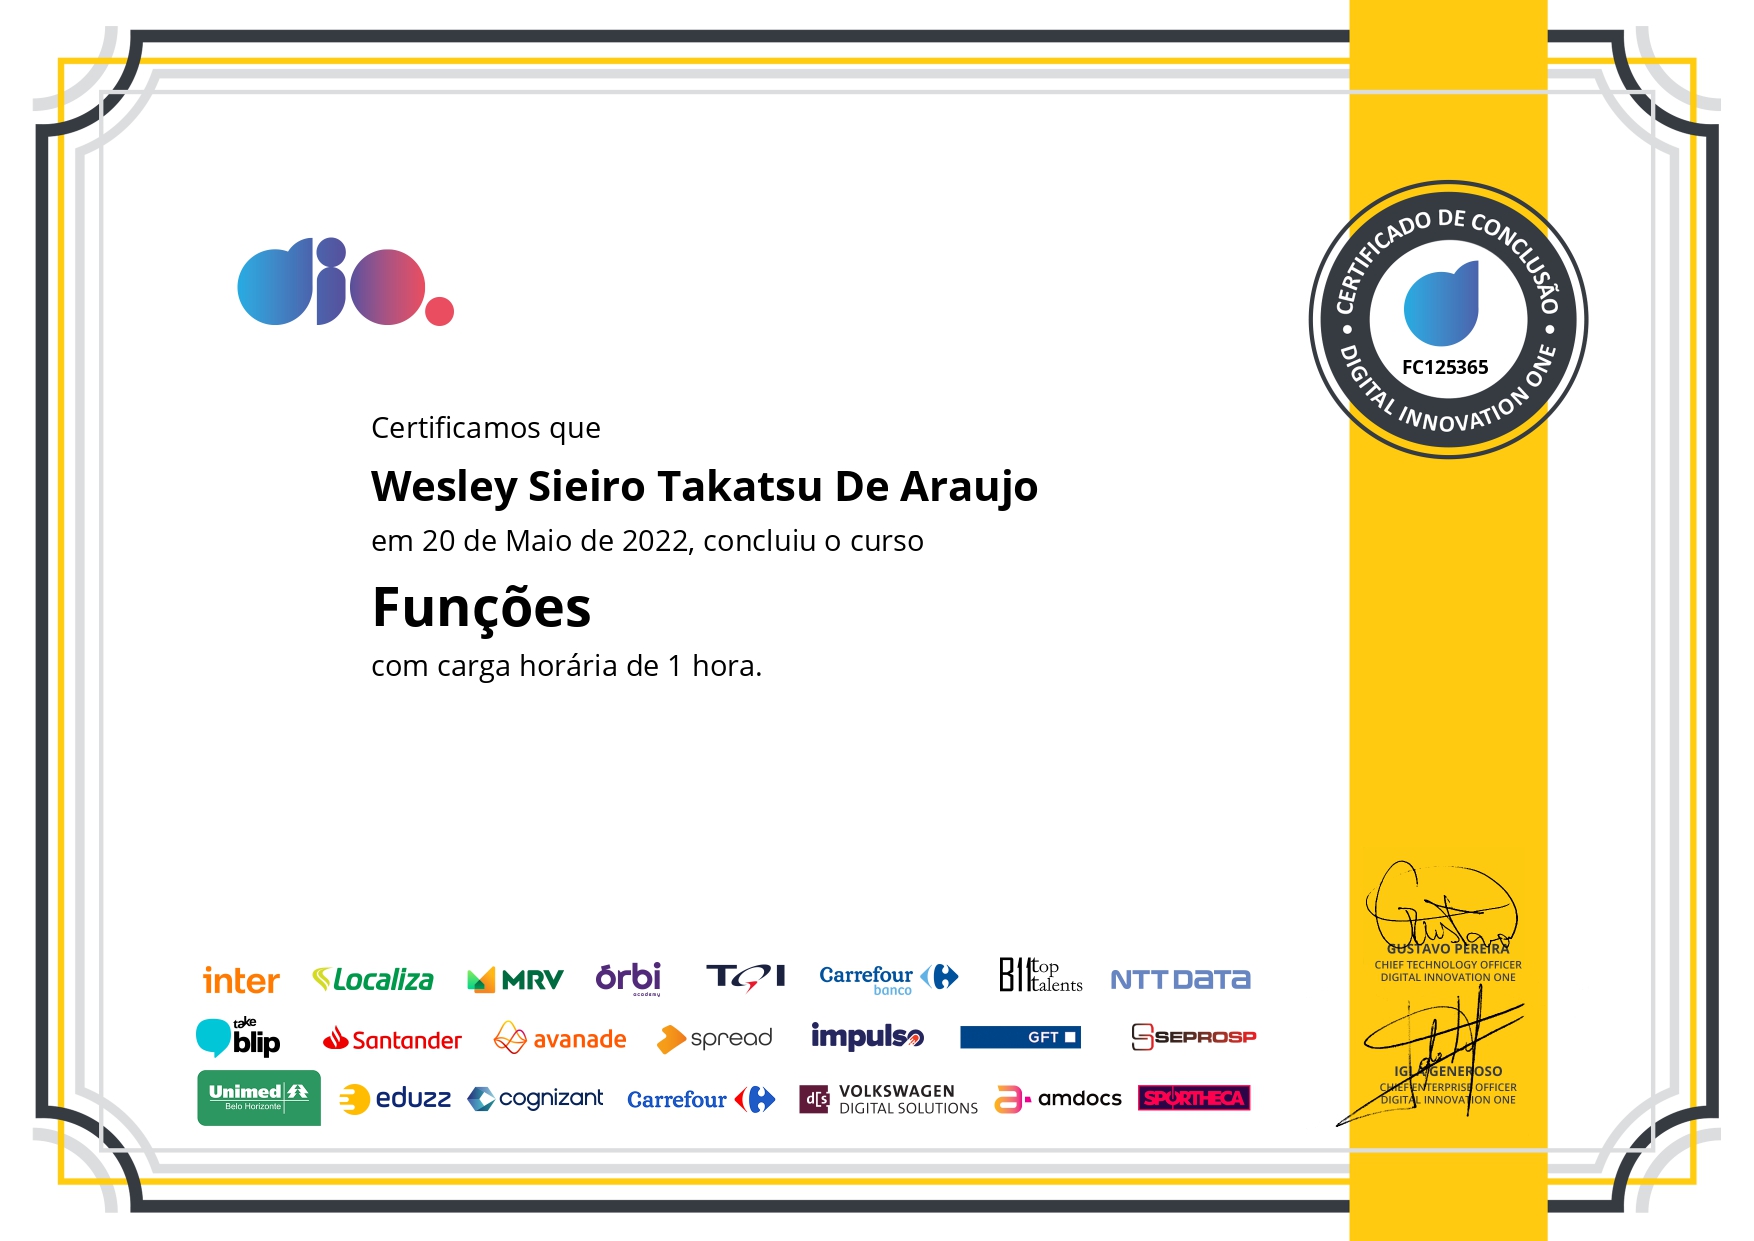 dio.
CERTIFICADO DE CONCLUSÃO
FC125365
DIGITAL INNOVATION ONE
Certificamos que
Wesley Sieiro Takatsu De Araujo
em 20 de Maio de 2022, concluiu o curso
Funções
com carga horária de 1 hora.
Gustavo
GUSTAVO PEREIRA
CHIEF TECHNOLOGY OFFICER
DIGITAL INNOVATION ONE
IGLÁ GENEROSO
CHIEF ENTERPRISE OFFICER
DIGITAL INNOVATION ONE
inter Localiza MRV órbi academy TQI Carrefour banco B11 top talents NTT DATA
take blip Santander avanade spread impulso GFT SEPROSP
Unimed Belo Horizonte eduzz cognizant Carrefour d[s VOLKSWAGEN DIGITAL SOLUTIONS amdocs SPORTHECA